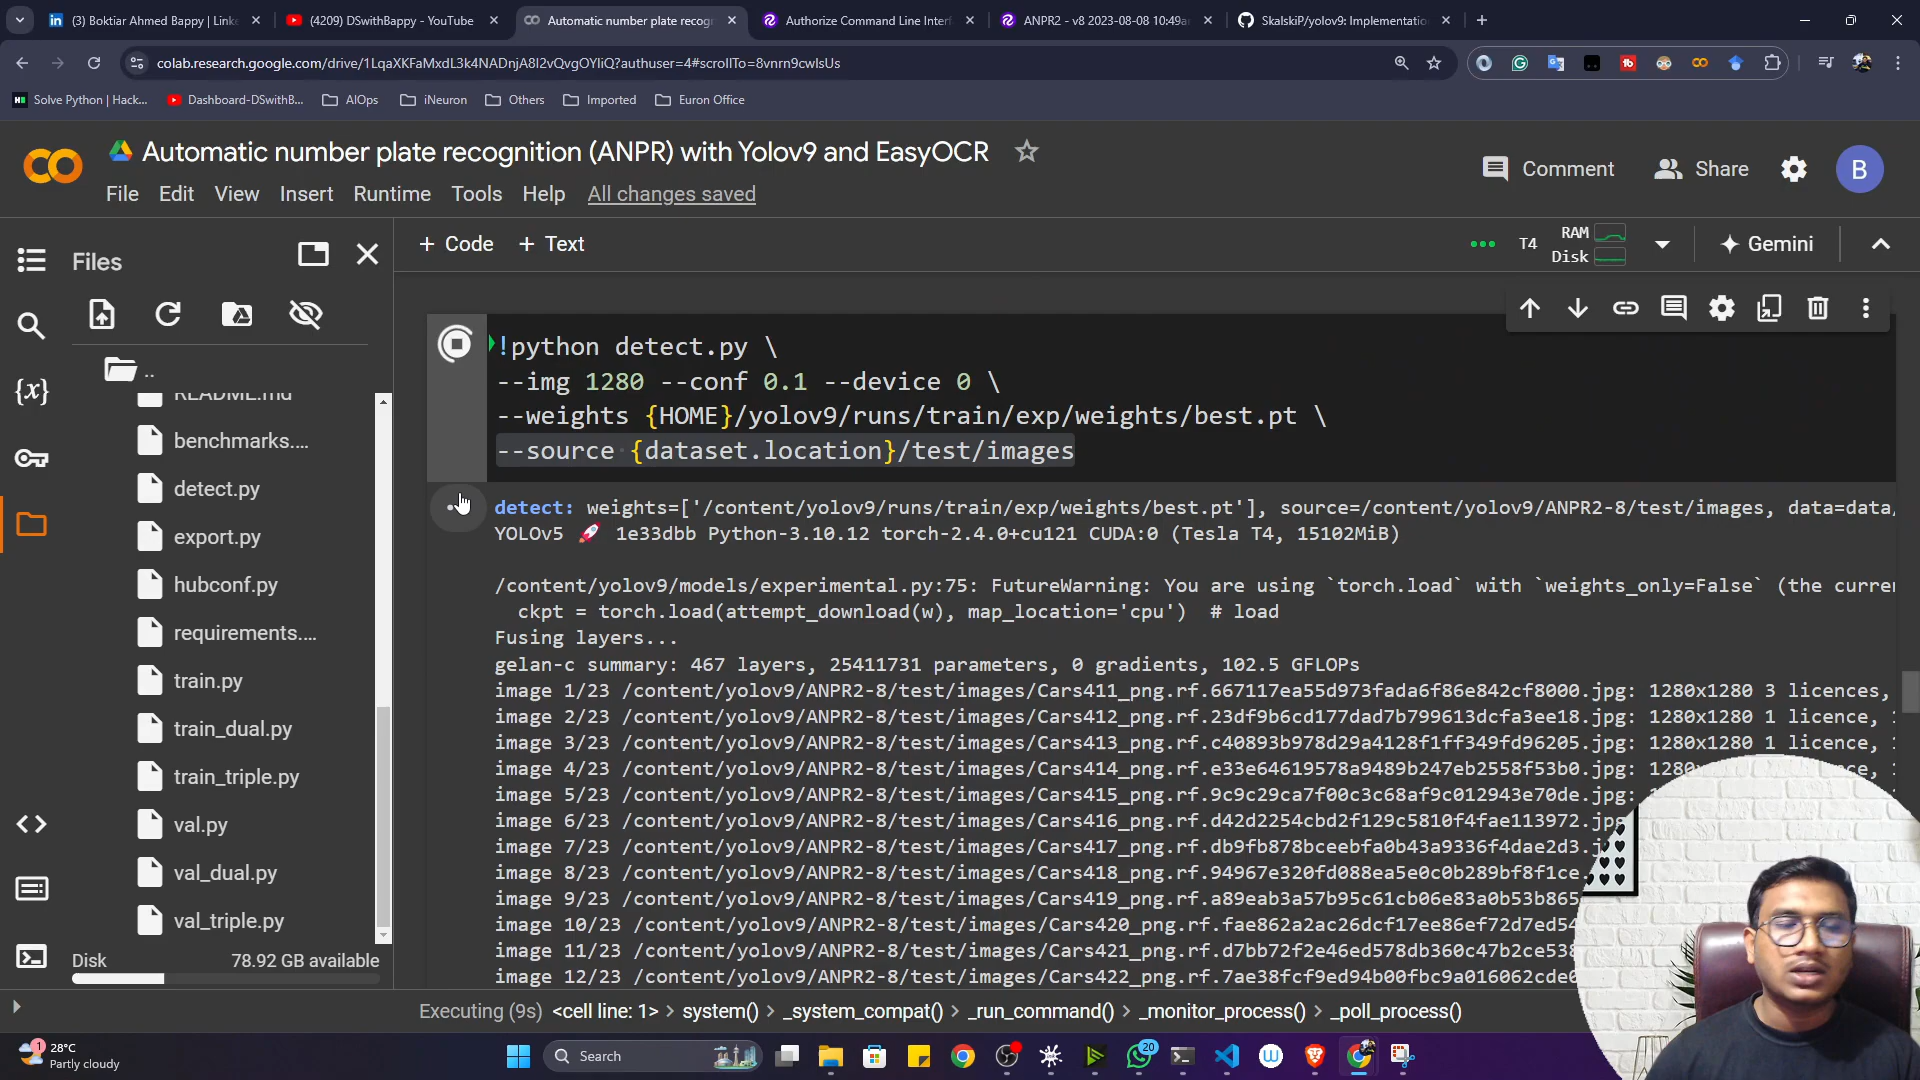 (3) Boktiar Ahmed Bappy | Linke
(4209) DSwithBappy - YouTube
Automatic number plate recogn
Authorize Command Line Interf
ANPR2 - v8 2023-08-08 10:49a
SkalskiP/yolov9: Implementatio
colab.research.google.com/drive/1LqaXKFaMxdL3k4NADnjA8l2vQvgOYliQ?authuser=4#scrollTo=8vnrn9cwlsUs
Solve Python | Hack...
Dashboard-DSwithB...
AIOps
iNeuron
Others
Imported
Euron Office
Automatic number plate recognition (ANPR) with Yolov9 and EasyOCR
Comment
Share
B
File Edit View Insert Runtime Tools Help All changes saved
Files
+ Code + Text
T4
RAM
Disk
Gemini
..
README.md
benchmarks....
detect.py
export.py
hubconf.py
requirements....
train.py
train_dual.py
train_triple.py
val.py
val_dual.py
val_triple.py
Disk 78.92 GB available
!python detect.py \
--img 1280 --conf 0.1 --device 0 \
--weights {HOME}/yolov9/runs/train/exp/weights/best.pt \
--source {dataset.location}/test/images
detect: weights=['/content/yolov9/runs/train/exp/weights/best.pt'], source=/content/yolov9/ANPR2-8/test/images, data=data/
YOLOv5 🚀 1e33dbb Python-3.10.12 torch-2.4.0+cu121 CUDA:0 (Tesla T4, 15102MiB)
/content/yolov9/models/experimental.py:75: FutureWarning: You are using `torch.load` with `weights_only=False` (the curren
ckpt = torch.load(attempt_download(w), map_location='cpu')  # load
Fusing layers...
gelan-c summary: 467 layers, 25411731 parameters, 0 gradients, 102.5 GFLOPs
image 1/23 /content/yolov9/ANPR2-8/test/images/Cars411_png.rf.667117ea55d973fada6f86e842cf8000.jpg: 1280x1280 3 licences,
image 2/23 /content/yolov9/ANPR2-8/test/images/Cars412_png.rf.23df9b6cd177dad7b799613dcfa3ee18.jpg: 1280x1280 1 licence, 1
image 3/23 /content/yolov9/ANPR2-8/test/images/Cars413_png.rf.c40893b978d29a4128f1ff349fd96205.jpg: 1280x1280 1 licence, 1
image 4/23 /content/yolov9/ANPR2-8/test/images/Cars414_png.rf.e33e64619578a9489b247eb2558f53b0.jpg:
image 5/23 /content/yolov9/ANPR2-8/test/images/Cars415_png.rf.9c9c29ca7f00c3c68af9c012943e70de.jpg:
image 6/23 /content/yolov9/ANPR2-8/test/images/Cars416_png.rf.d42d2254cbd2f129c5810f4fae113972.jpg
image 7/23 /content/yolov9/ANPR2-8/test/images/Cars417_png.rf.db9fb878bceebfa0b43a9336f4dae2d3.j
image 8/23 /content/yolov9/ANPR2-8/test/images/Cars418_png.rf.94967e320fd088ea5e0c0b289bf8f1ce.
image 9/23 /content/yolov9/ANPR2-8/test/images/Cars419_png.rf.a89eab3a57b95c61cb06e83a0b53b865
image 10/23 /content/yolov9/ANPR2-8/test/images/Cars420_png.rf.fae862a2ac26dcf17ee86ef72d7ed54
image 11/23 /content/yolov9/ANPR2-8/test/images/Cars421_png.rf.d7bb72f2e46ed578db360c47b2ce538
image 12/23 /content/yolov9/ANPR2-8/test/images/Cars422_png.rf.7ae38fcf9ed94b00fbc9a016062cde0
Executing (9s) <cell line: 1> > system() > _system_compat() > _run_command() > _monitor_process() > _poll_process()
1
28°C
Partly cloudy
Search
20